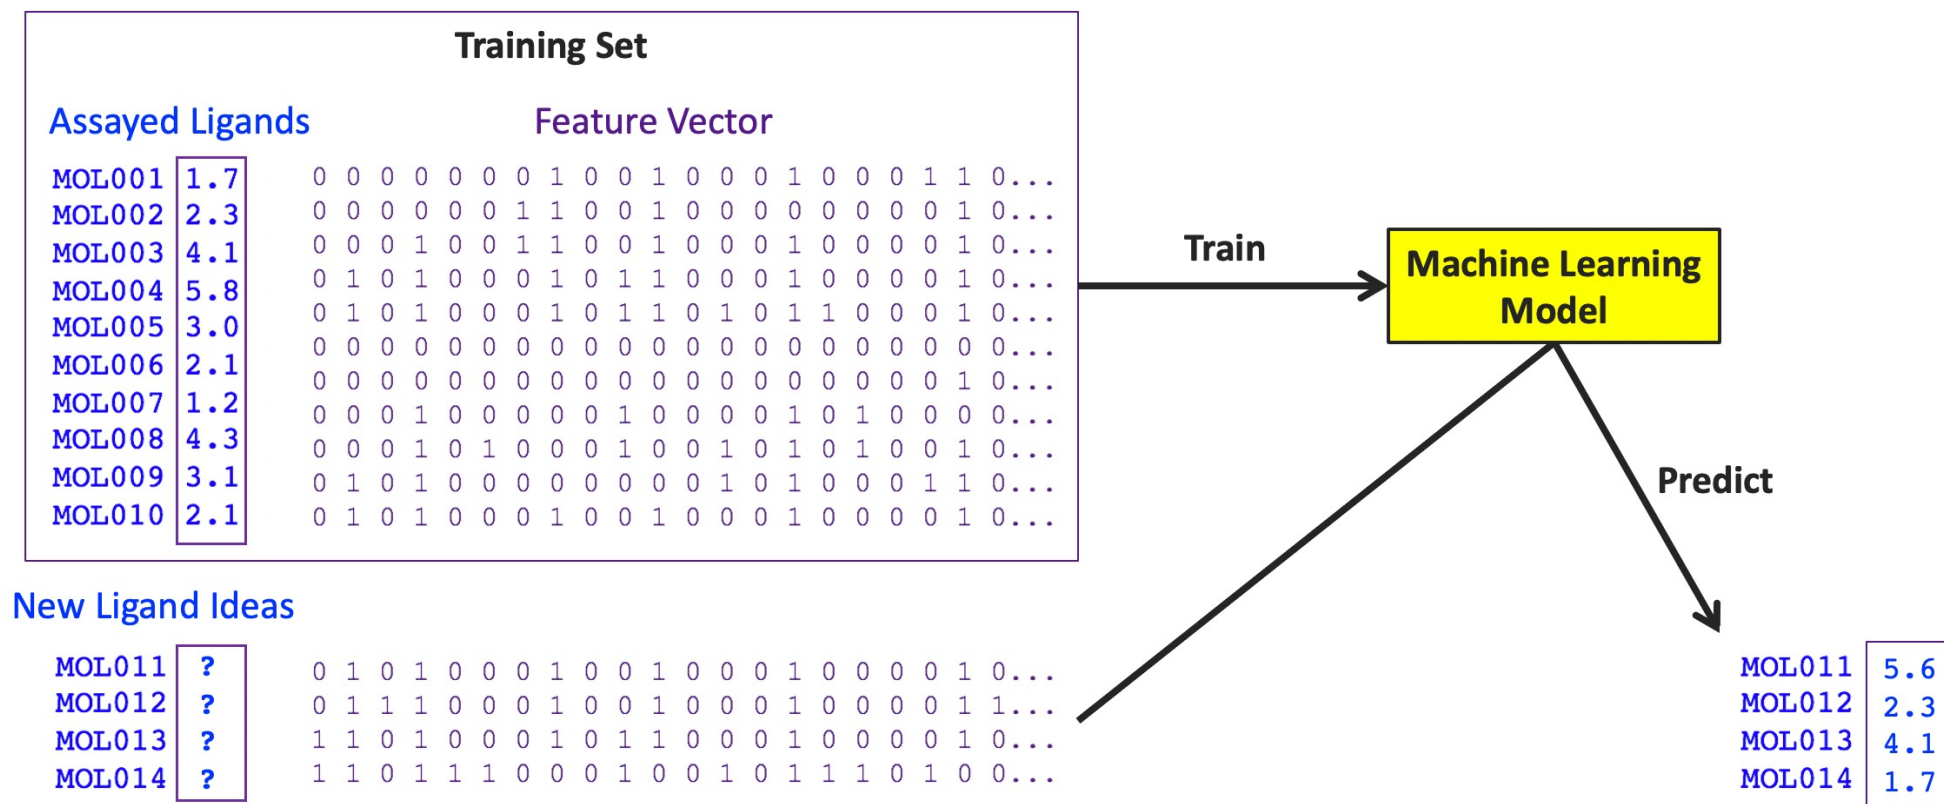 Training Set
Assayed Ligands Feature Vector
MOL001 1.7 0 0 0 0 0 0 0 1 0 0 1 0 0 0 1 0 0 0 1 1 0...
MOL002 2.3 0 0 0 0 0 0 1 1 0 0 1 0 0 0 0 0 0 0 0 1 0...
MOL003 4.1 0 0 0 1 0 0 1 1 0 0 1 0 0 0 1 0 0 0 0 1 0...
MOL004 5.8 0 1 0 1 0 0 0 1 0 1 1 0 0 0 1 0 0 0 0 1 0...
MOL005 3.0 0 1 0 1 0 0 0 1 0 1 1 0 1 0 1 1 0 0 0 1 0...
MOL006 2.1 0 0 0 0 0 0 0 0 0 0 0 0 0 0 0 0 0 0 0 0 0...
MOL007 1.2 0 0 0 0 0 0 0 0 0 0 0 0 0 0 0 0 0 0 0 1 0...
MOL008 4.3 0 0 0 1 0 0 0 0 0 1 0 0 0 0 1 0 1 0 0 0 0...
MOL009 3.1 0 0 0 1 0 1 0 0 0 1 0 0 1 0 1 0 1 0 0 1 0...
MOL010 2.1 0 1 0 1 0 0 0 0 0 0 0 0 1 0 1 0 0 0 1 1 0...
0 1 0 1 0 0 0 1 0 0 1 0 0 0 1 0 0 0 0 1 0...
Train
Machine Learning
Model
Predict
New Ligand Ideas
MOL011 ? 0 1 0 1 0 0 0 1 0 0 1 0 0 0 1 0 0 0 0 1 0...
MOL012 ? 0 1 1 1 0 0 0 1 0 0 1 0 0 0 1 0 0 0 0 1 1...
MOL013 ? 1 1 0 1 0 0 0 1 0 1 1 0 0 0 1 0 0 0 0 1 0...
MOL014 ? 1 1 0 1 1 1 0 0 0 1 0 0 1 0 1 1 1 0 1 0 0...
MOL011 5.6
MOL012 2.3
MOL013 4.1
MOL014 1.7